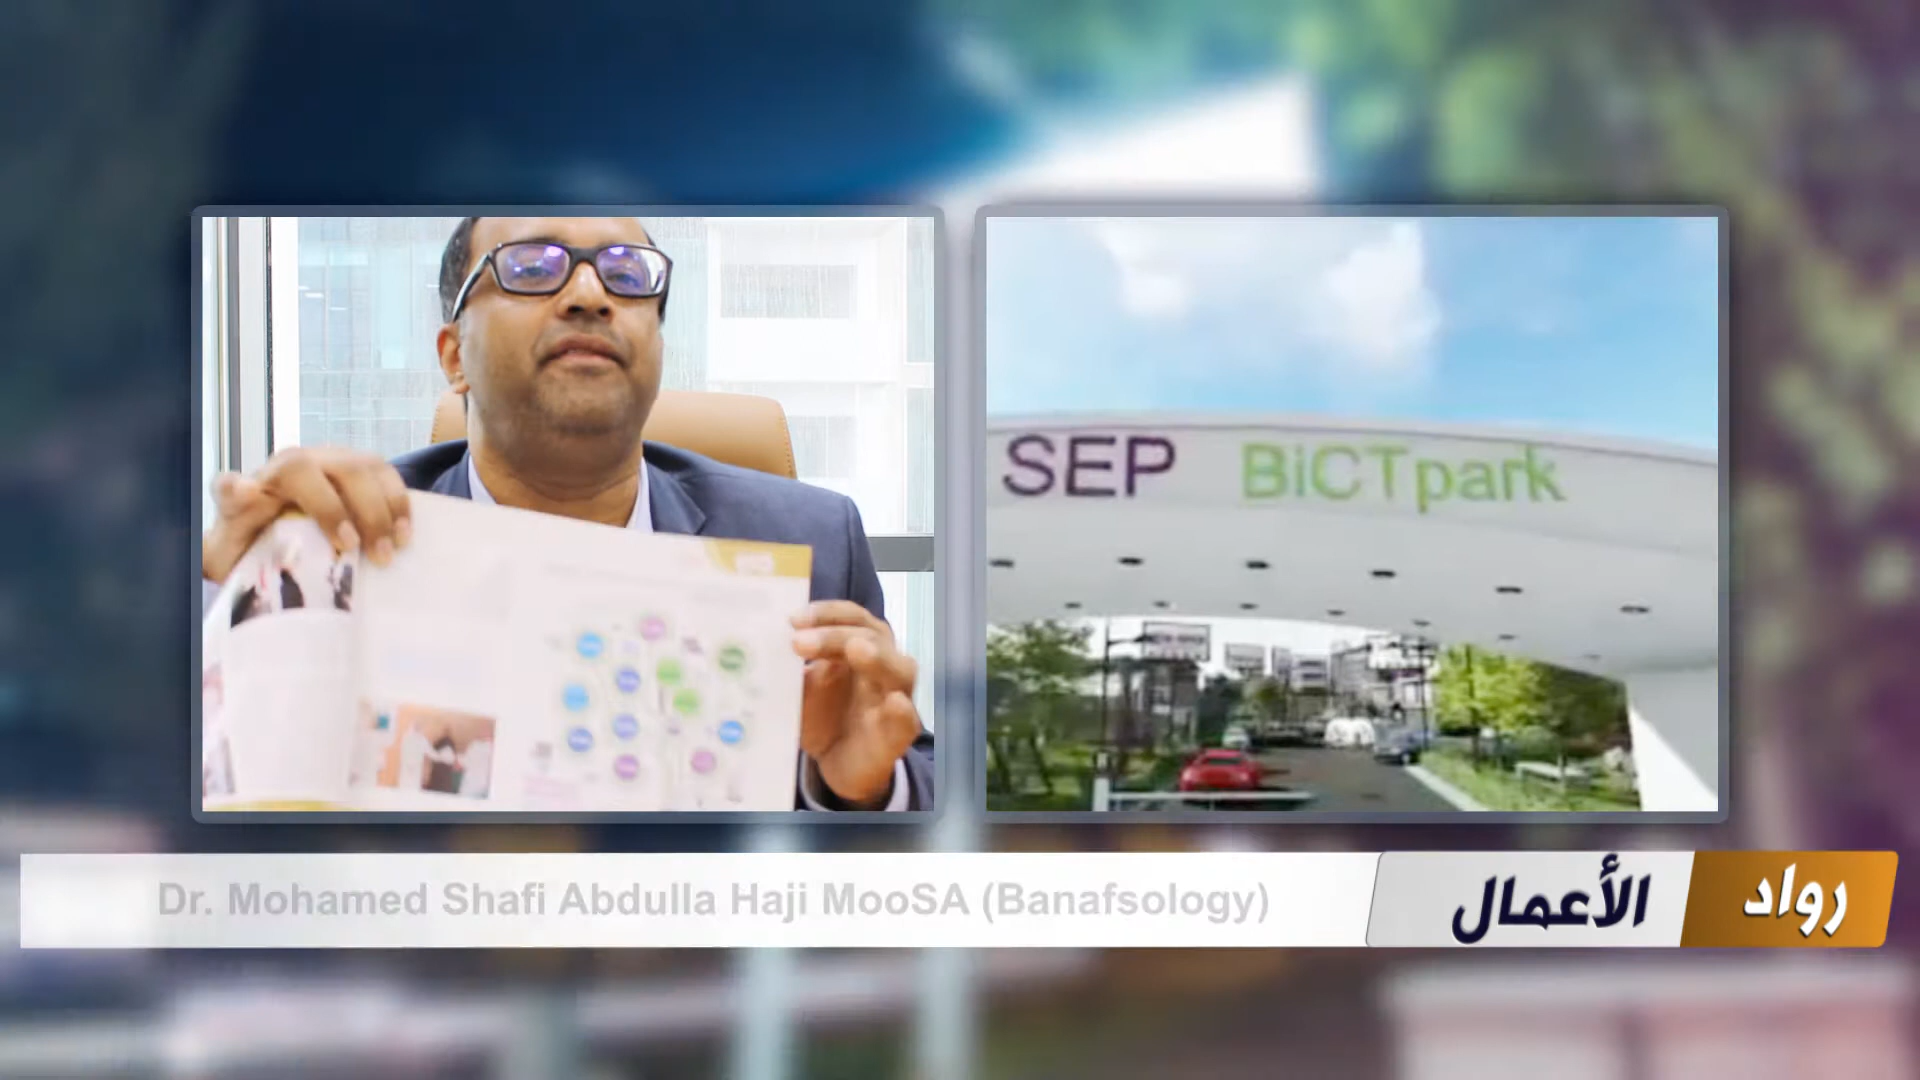 SEP BiCTpark
Dr. Mohamed Shafi Abdulla Haji MooSA (Banafsology)
رواد الأعمال